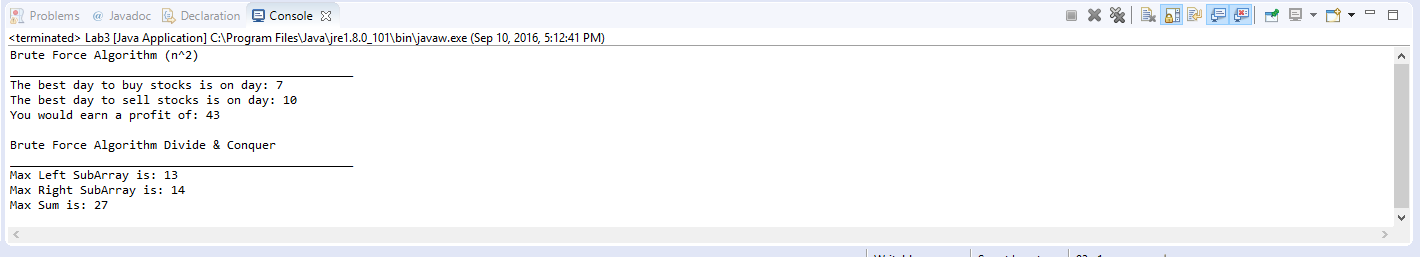 Problems @ Javadoc Declaration Console
<terminated> Lab3 [Java Application] C:\Program Files\Java\jre1.8.0_101\bin\javaw.exe (Sep 10, 2016, 5:12:41 PM)
Brute Force Algorithm (n^2)
The best day to buy stocks is on day: 7
The best day to sell stocks is on day: 10
You would earn a profit of: 43
Brute Force Algorithm Divide & Conquer
Max Left SubArray is: 13
Max Right SubArray is: 14
Max Sum is: 27